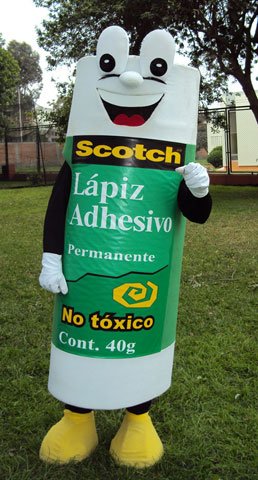 Scotch
Lápiz
Adhesivo
Permanente
No tóxico
Cont. 40g